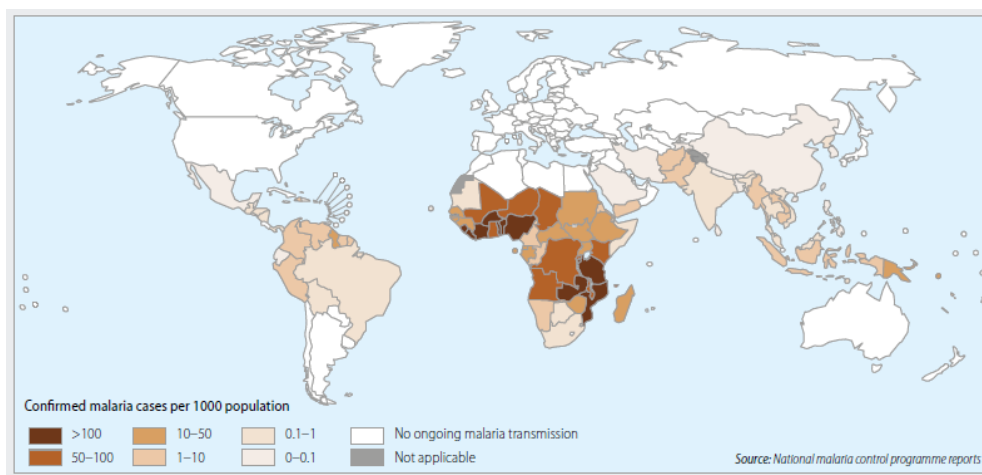 Confirmed malaria cases per 1000 population
>100 10–50 0.1–1 No ongoing malaria transmission
50–100 1–10 0–0.1 Not applicable
Source: National malaria control programme reports